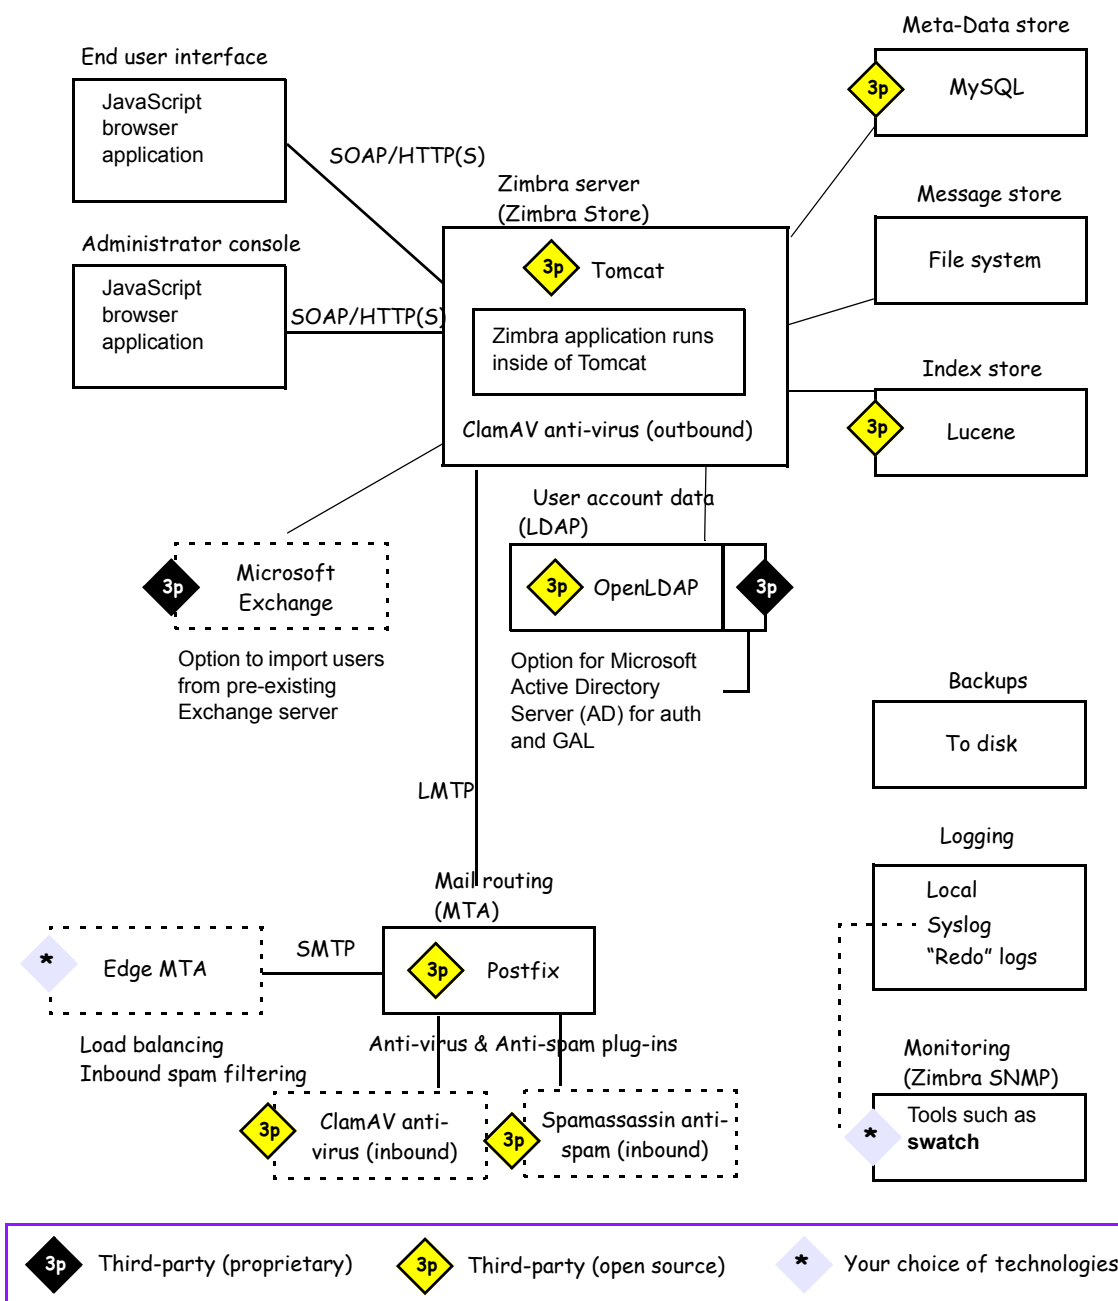 Meta-Data store
3p
MySQL
End user interface
JavaScript
browser
application
SOAP/HTTP(S)
Zimbra server
(Zimbra Store)
Message store
File system
Administrator console
JavaScript
browser
application
SOAP/HTTP(S)
3p
Tomcat
Zimbra application runs
inside of Tomcat
ClamAV anti-virus (outbound)
Index store
3p
Lucene
User account data
(LDAP)
3p
Microsoft
Exchange
3p
OpenLDAP
3p
Option to import users
from pre-existing
Exchange server
Option for Microsoft
Active Directory
Server (AD) for auth
and GAL
Backups
To disk
LMTP
Logging
Local
Syslog
“Redo” logs
Mail routing
(MTA)
*
Edge MTA
SMTP
3p
Postfix
Load balancing
Inbound spam filtering
Anti-virus & Anti-spam plug-ins
Monitoring
(Zimbra SNMP)
*
Tools such as
swatch
3p
ClamAV anti-
virus (inbound)
3p
Spamassassin anti-
spam (inbound)
3p
Third-party (proprietary)
3p
Third-party (open source)
*
Your choice of technologies